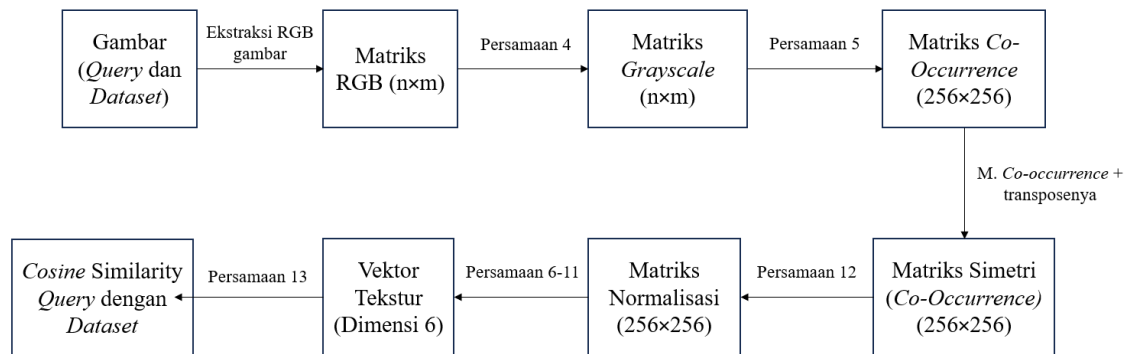 Gambar
(Query dan
Dataset)
Ekstraksi RGB
gambar
Matriks
RGB (n×m)
Persamaan 4
Matriks
Grayscale
(n×m)
Persamaan 5
Matriks Co-
Occurrence
(256×256)
M. Co-occurrence +
transposenya
Matriks Simetri
(Co-Occurrence)
(256×256)
Persamaan 12
Matriks
Normalisasi
(256×256)
Persamaan 6-11
Vektor
Tekstur
(Dimensi 6)
Persamaan 13
Cosine Similarity
Query dengan
Dataset